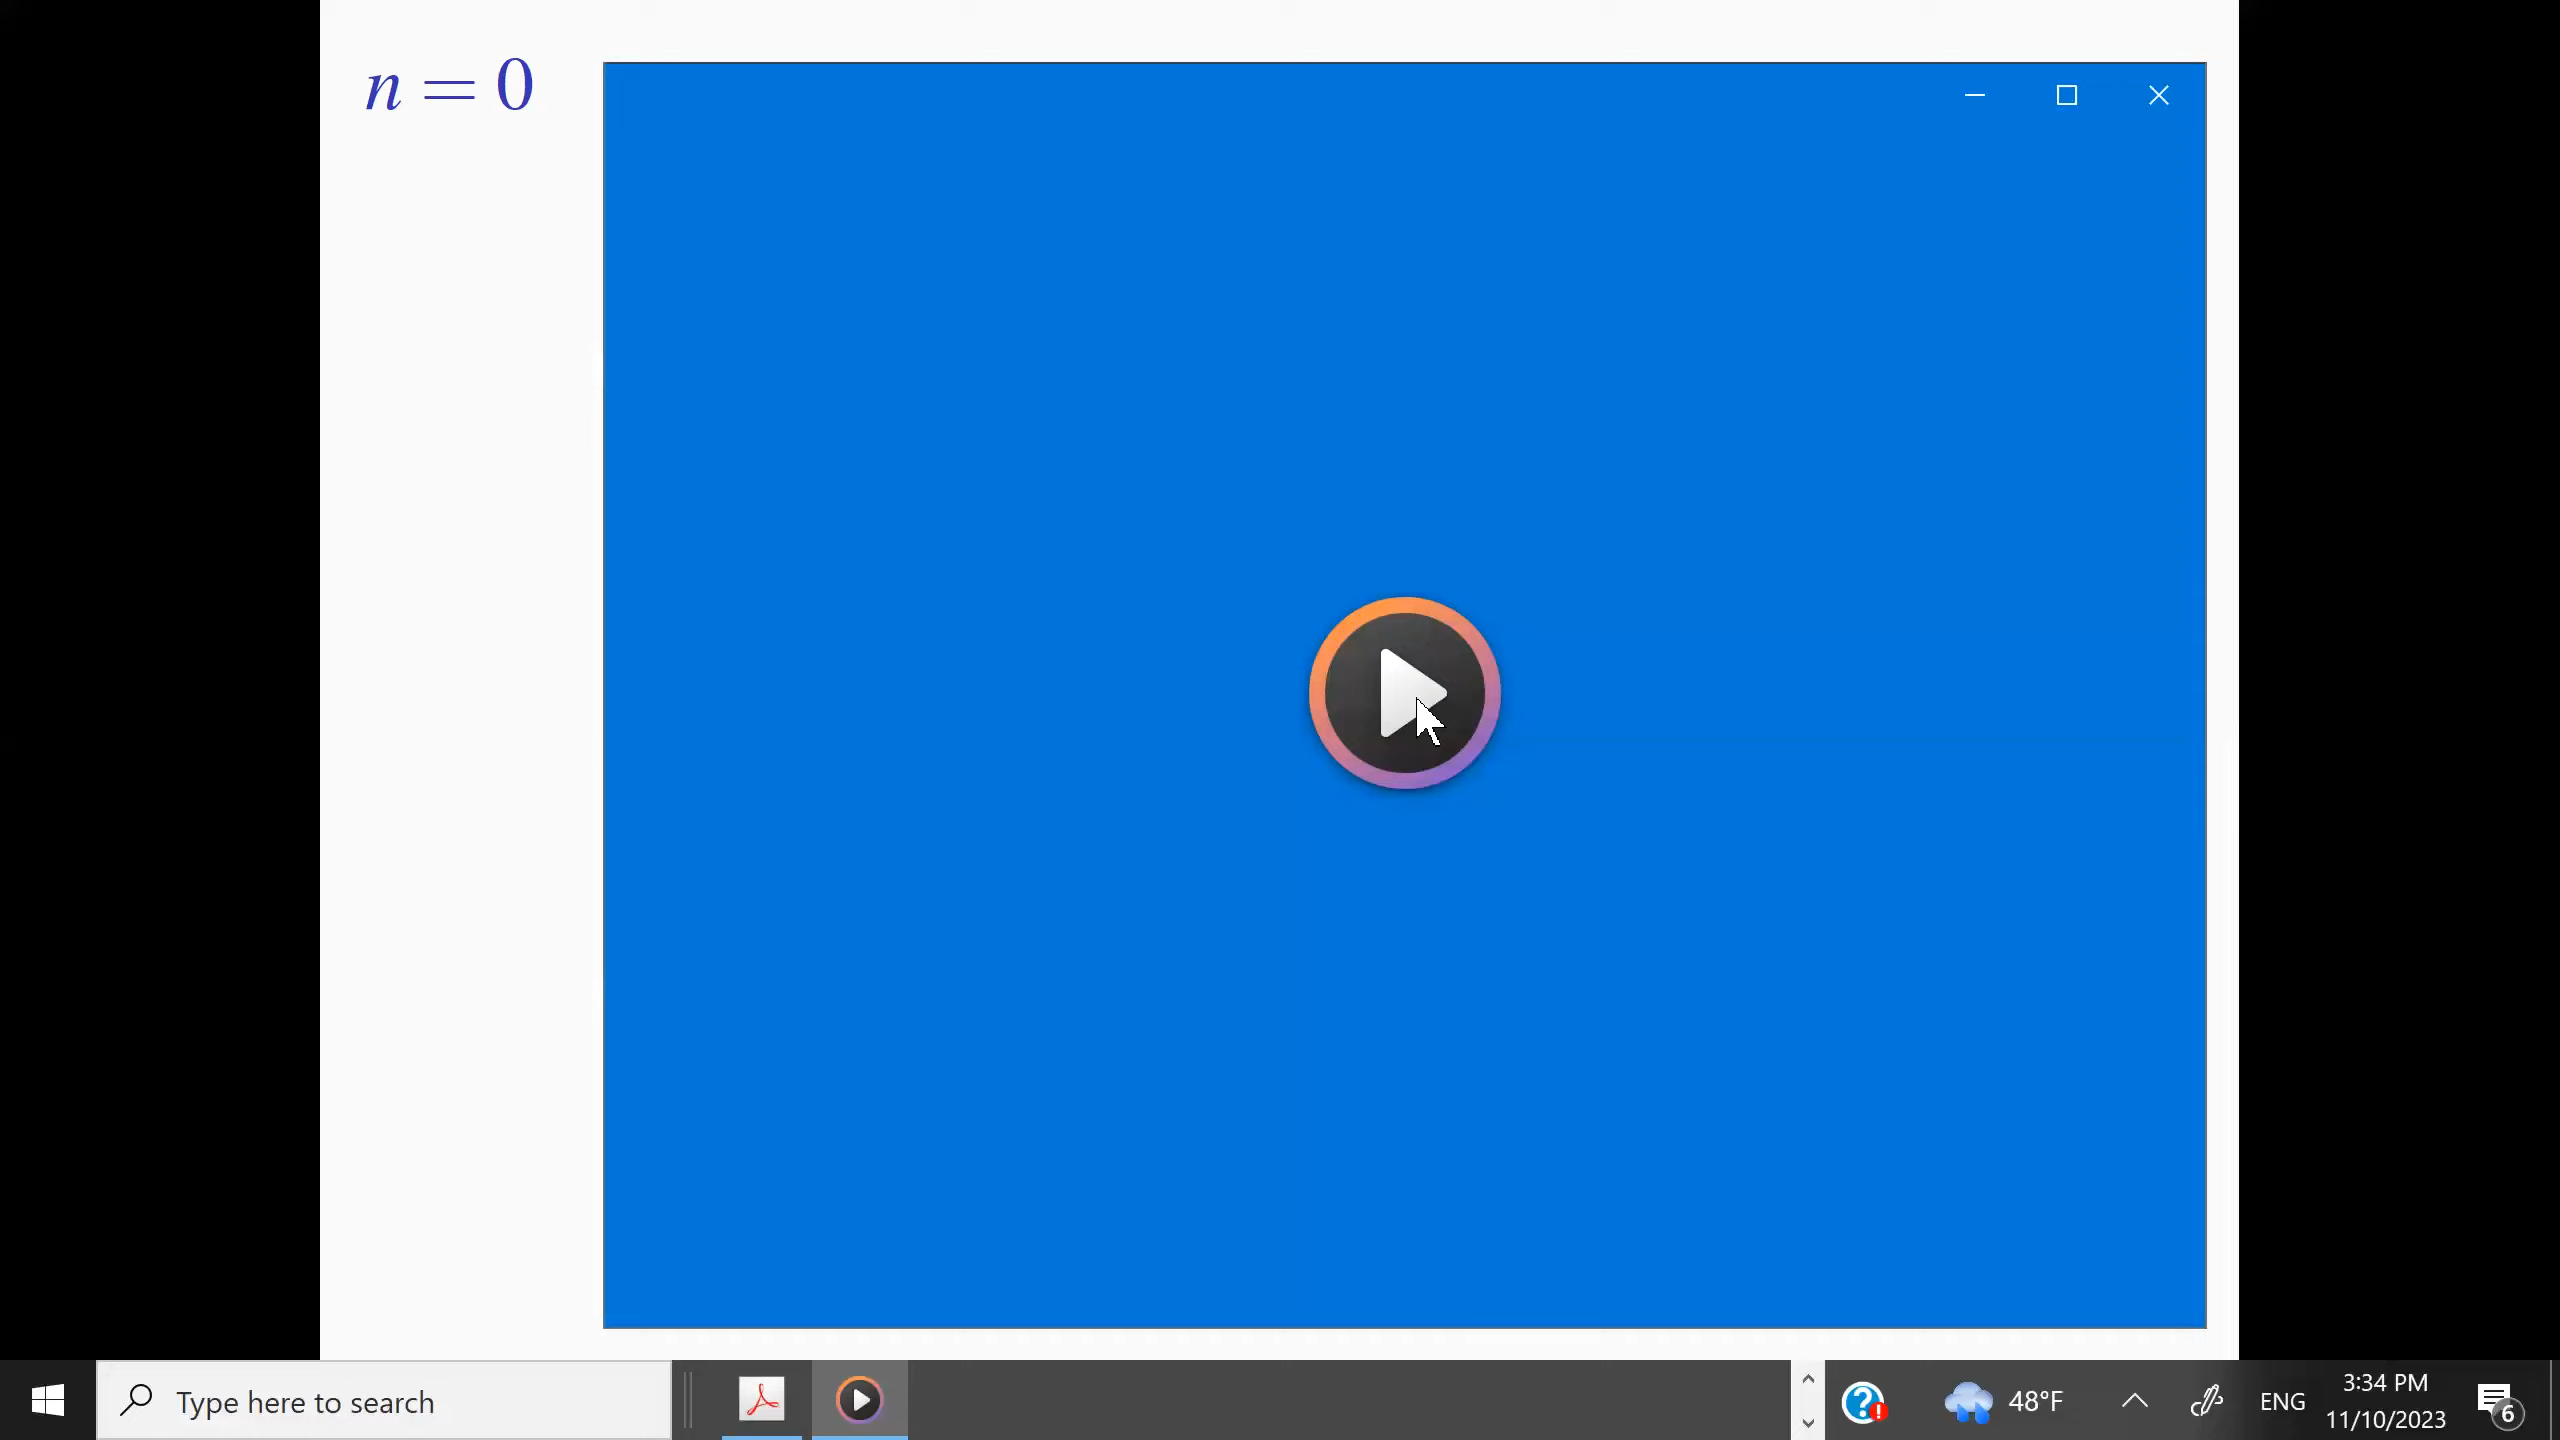 n = 0
Type here to search
48°F
ENG
3:34 PM
11/10/2023
6